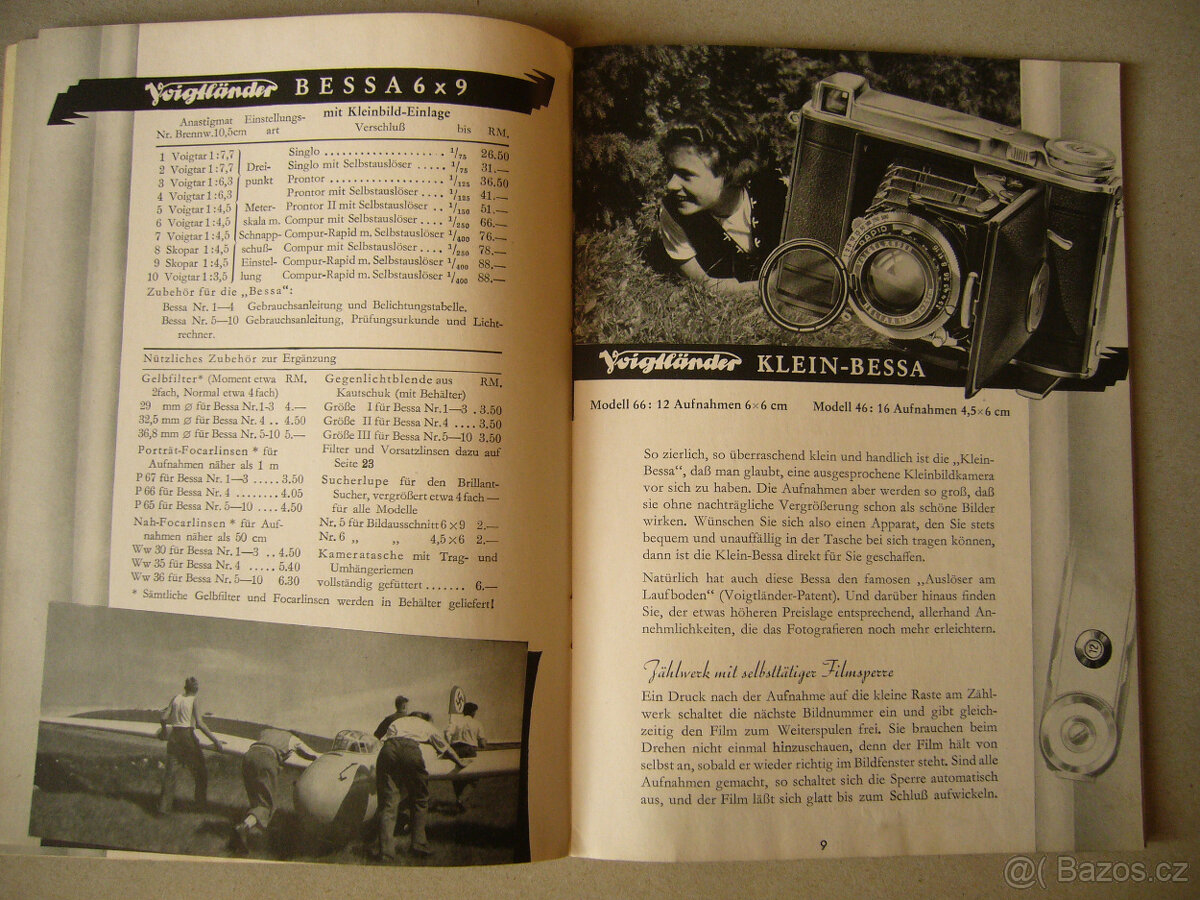 Voigtländer BESSA 6 x 9
mit Kleinbild-Einlage
Anastigmat Einstellungs- Verschluß bis RM.
Nr. Brennw. 10,5cm art
1 Voigtar 1:7,7 Singlo 1/75 26.50
2 Voigtar 1:7,7 Drei- Singlo mit Selbstauslöser 1/75 31.—
3 Voigtar 1:6,3 punkt Prontor 1/125 36.50
4 Voigtar 1:6,3 Prontor mit Selbstauslöser 1/125 41.—
5 Voigtar 1:4,5 Meter- Prontor II mit Selbstauslöser 1/150 51.—
6 Voigtar 1:4,5 skala m. Compur mit Selbstauslöser 1/250 66.—
7 Voigtar 1:4,5 Schnapp- Compur-Rapid m. Selbstauslöser 1/400 76.—
8 Skopar 1:4,5 schuß- Compur mit Selbstauslöser 1/250 78.—
9 Skopar 1:4,5 Einstel- Compur-Rapid m. Selbstauslöser 1/400 88.—
10 Voigtar 1:3,5 lung Compur-Rapid m. Selbstauslöser 1/400 88.—
Zubehör für die „Bessa":
Bessa Nr. 1—4 Gebrauchsanleitung und Belichtungstabelle.
Bessa Nr. 5—10 Gebrauchsanleitung, Prüfungsurkunde und Licht-
rechner.
Nützliches Zubehör zur Ergänzung
Gelbfilter* (Moment etwa RM.
2fach, Normal etwa 4fach)
29 mm ⌀ für Bessa Nr.1-3 4.—
32,5 mm ⌀ für Bessa Nr. 4 .. 4.50
36,8 mm ⌀ für Bessa Nr. 5-10 5.—
Porträt-Focarlinsen * für
Aufnahmen näher als 1 m
P 67 für Bessa Nr. 1—3 ..... 3.50
P 66 für Bessa Nr. 4 ........ 4.05
P 65 für Bessa Nr. 5—10 .... 4.50
Nah-Focarlinsen * für Auf-
nahmen näher als 50 cm
Ww 30 für Bessa Nr. 1—3 .. 4.50
Ww 35 für Bessa Nr. 4 ..... 5.40
Ww 36 für Bessa Nr. 5—10 6.30
Gegenlichtblende aus RM.
Kautschuk (mit Behälter)
Größe I für Bessa Nr. 1—3 . 3.50
Größe II für Bessa Nr. 4 .... 3.50
Größe III für Bessa Nr. 5—10 3.50
Filter und Vorsatzlinsen dazu auf
Seite 23
Sucherlupe für den Brillant-
Sucher, vergrößert etwa 4 fach —
für alle Modelle
Nr. 5 für Bildausschnitt 6×9 2.—
Nr. 6 „ „ 4,5×6 2.—
Kameratasche mit Trag- und
Umhängeriemen
vollständig gefüttert ....... 6.—
* Sämtliche Gelbfilter und Focarlinsen werden in Behälter geliefert!
Voigtländer KLEIN-BESSA
Modell 66: 12 Aufnahmen 6×6 cm Modell 46: 16 Aufnahmen 4,5×6 cm
So zierlich, so überraschend klein und handlich ist die „Klein-
Bessa", daß man glaubt, eine ausgesprochene Kleinbildkamera
vor sich zu haben. Die Aufnahmen aber werden so groß, daß
sie ohne nachträgliche Vergrößerung schon als schöne Bilder
wirken. Wünschen Sie sich also einen Apparat, den Sie stets
bequem und unauffällig in der Tasche bei sich tragen können,
dann ist die Klein-Bessa direkt für Sie geschaffen.
Natürlich hat auch diese Bessa den famosen „Auslöser am
Laufboden" (Voigtländer-Patent). Und darüber hinaus finden
Sie, der etwas höheren Preislage entsprechend, allerhand An-
nehmlichkeiten, die das Fotografieren noch mehr erleichtern.
Zählwerk mit selbsttätiger Filmsperre
Ein Druck nach der Aufnahme auf die kleine Raste am Zähl-
werk schaltet die nächste Bildnummer ein und gibt gleich-
zeitig den Film zum Weiterspulen frei. Sie brauchen beim
Drehen nicht einmal hinzuschauen, denn der Film hält von
selbst an, sobald er wieder richtig im Bildfenster steht. Sind alle
Aufnahmen gemacht, so schaltet sich die Sperre automatisch
aus, und der Film läßt sich glatt bis zum Schluß aufwickeln.
12
9
@( Bazos.cz